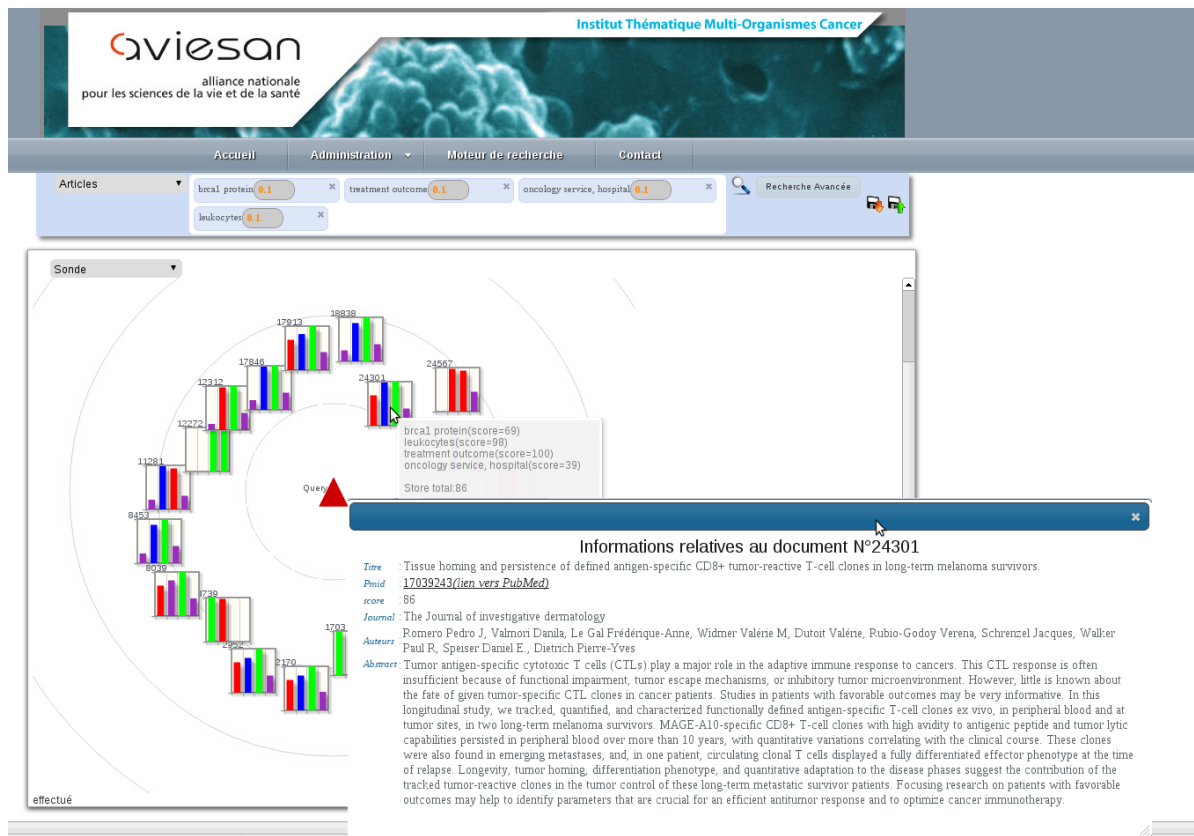 Institut Thématique Multi-Organismes Cancer
aviesan
alliance nationale
pour les sciences de la vie et de la santé
Accueil
Administration
Moteur de recherche
Contact
Articles
brca1 protein 0.1
treatment outcome 0.1
oncology service, hospital 0.1
Recherche Avancée
leukocytes 0.1
Sonde
18838
17913
17846
24567
24301
12312
12272
11281
8453
8039
1703
2170
Query
brca1 protein(score=69)
leukocytes(score=98)
treatment outcome(score=100)
oncology service, hospital(score=39)
Store total:86
Informations relatives au document N°24301
Titre : Tissue homing and persistence of defined antigen-specific CD8+ tumor-reactive T-cell clones in long-term melanoma survivors.
Pmid : 17039243(lien vers PubMed)
score : 86
Journal : The Journal of investigative dermatology
Auteurs : Romero Pedro J, Valmori Danila, Le Gal Frédérique-Anne, Widmer Valérie M, Dutoit Valérie, Rubio-Godoy Verena, Schrenzel Jacques, Walker
Paul R, Speiser Daniel E., Dietrich Pierre-Yves
Abstract : Tumor antigen-specific cytotoxic T cells (CTLs) play a major role in the adaptive immune response to cancers. This CTL response is often
insufficient because of functional impairment, tumor escape mechanisms, or inhibitory tumor microenvironment. However, little is known about
the fate of given tumor-specific CTL clones in cancer patients. Studies in patients with favorable outcomes may be very informative. In this
longitudinal study, we tracked, quantified, and characterized functionally defined antigen-specific T-cell clones ex vivo, in peripheral blood and at
tumor sites, in two long-term melanoma survivors. MAGE-A10-specific CD8+ T-cell clones with high avidity to antigenic peptide and tumor lytic
capabilities persisted in peripheral blood over more than 10 years, with quantitative variations correlating with the clinical course. These clones
were also found in emerging metastases, and, in one patient, circulating clonal T cells displayed a fully differentiated effector phenotype at the time
of relapse. Longevity, tumor homing, differentiation phenotype, and quantitative adaptation to the disease phases suggest the contribution of the
tracked tumor-reactive clones in the tumor control of these long-term metastatic survivor patients. Focusing research on patients with favorable
outcomes may help to identify parameters that are crucial for an efficient antitumor response and to optimize cancer immunotherapy.
effectué